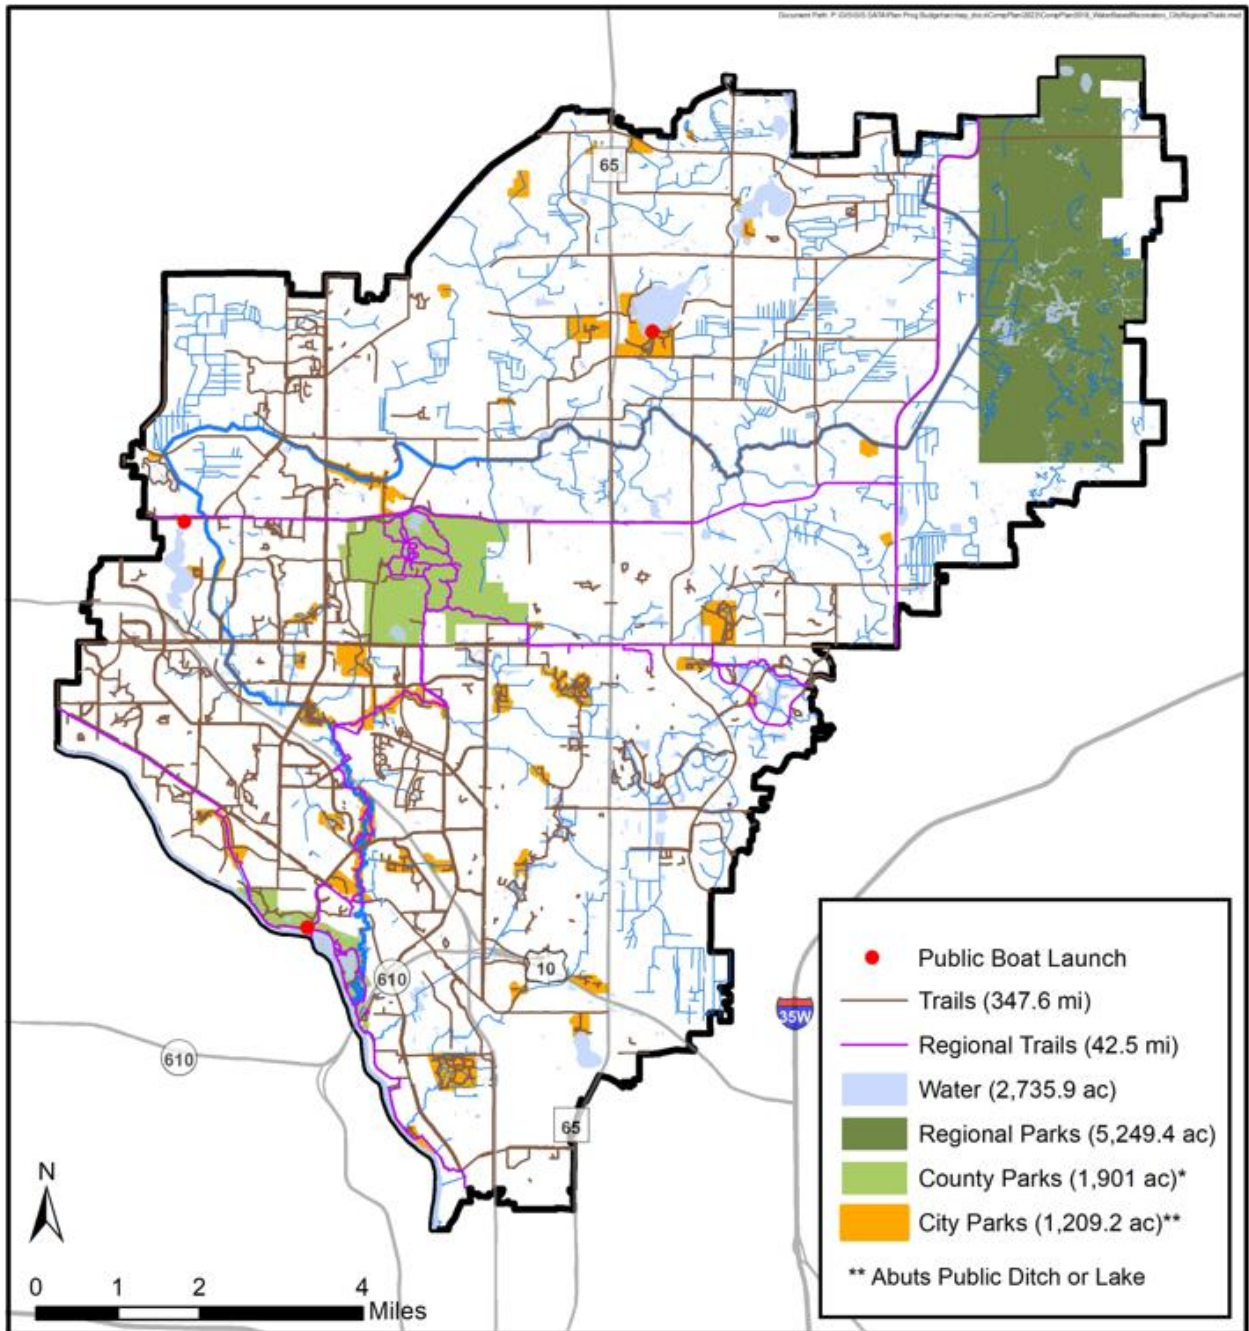 65
610
10
35W
610
65
Public Boat Launch
Trails (347.6 mi)
Regional Trails (42.5 mi)
Water (2,735.9 ac)
Regional Parks (5,249.4 ac)
County Parks (1,901 ac)*
City Parks (1,209.2 ac)**
** Abuts Public Ditch or Lake
N
0 1 2 4
Miles